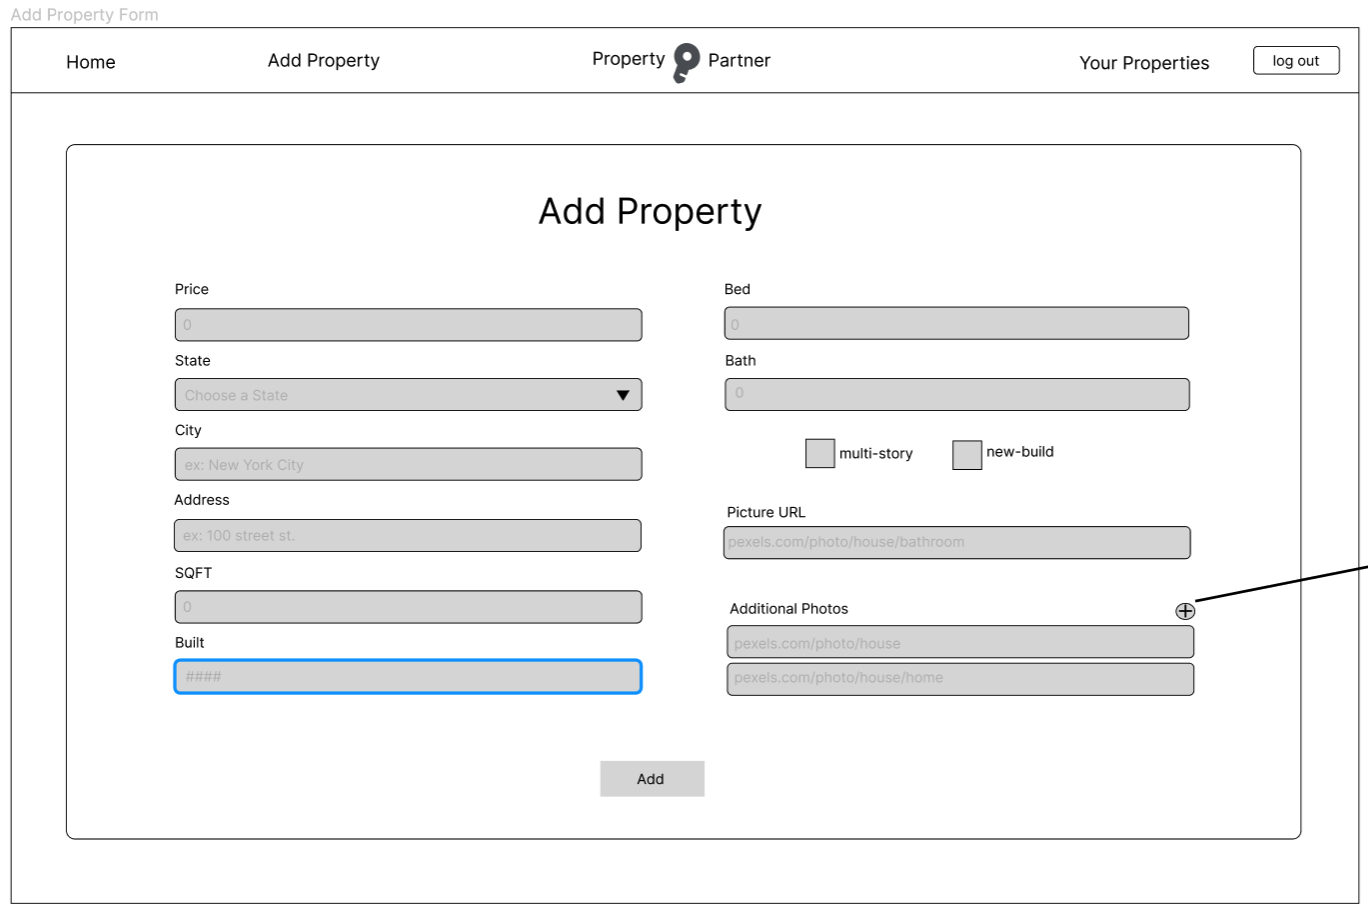 Add Property Form
Home
Add Property
Property Partner
Your Properties
log out
Add Property
Price
0
State
Choose a State
City
ex: New York City
Address
ex: 100 street st.
SQFT
0
Built
####
Bed
0
Bath
0
multi-story
new-build
Picture URL
pexels.com/photo/house/bathroom
Additional Photos
pexels.com/photo/house
pexels.com/photo/house/home
Add